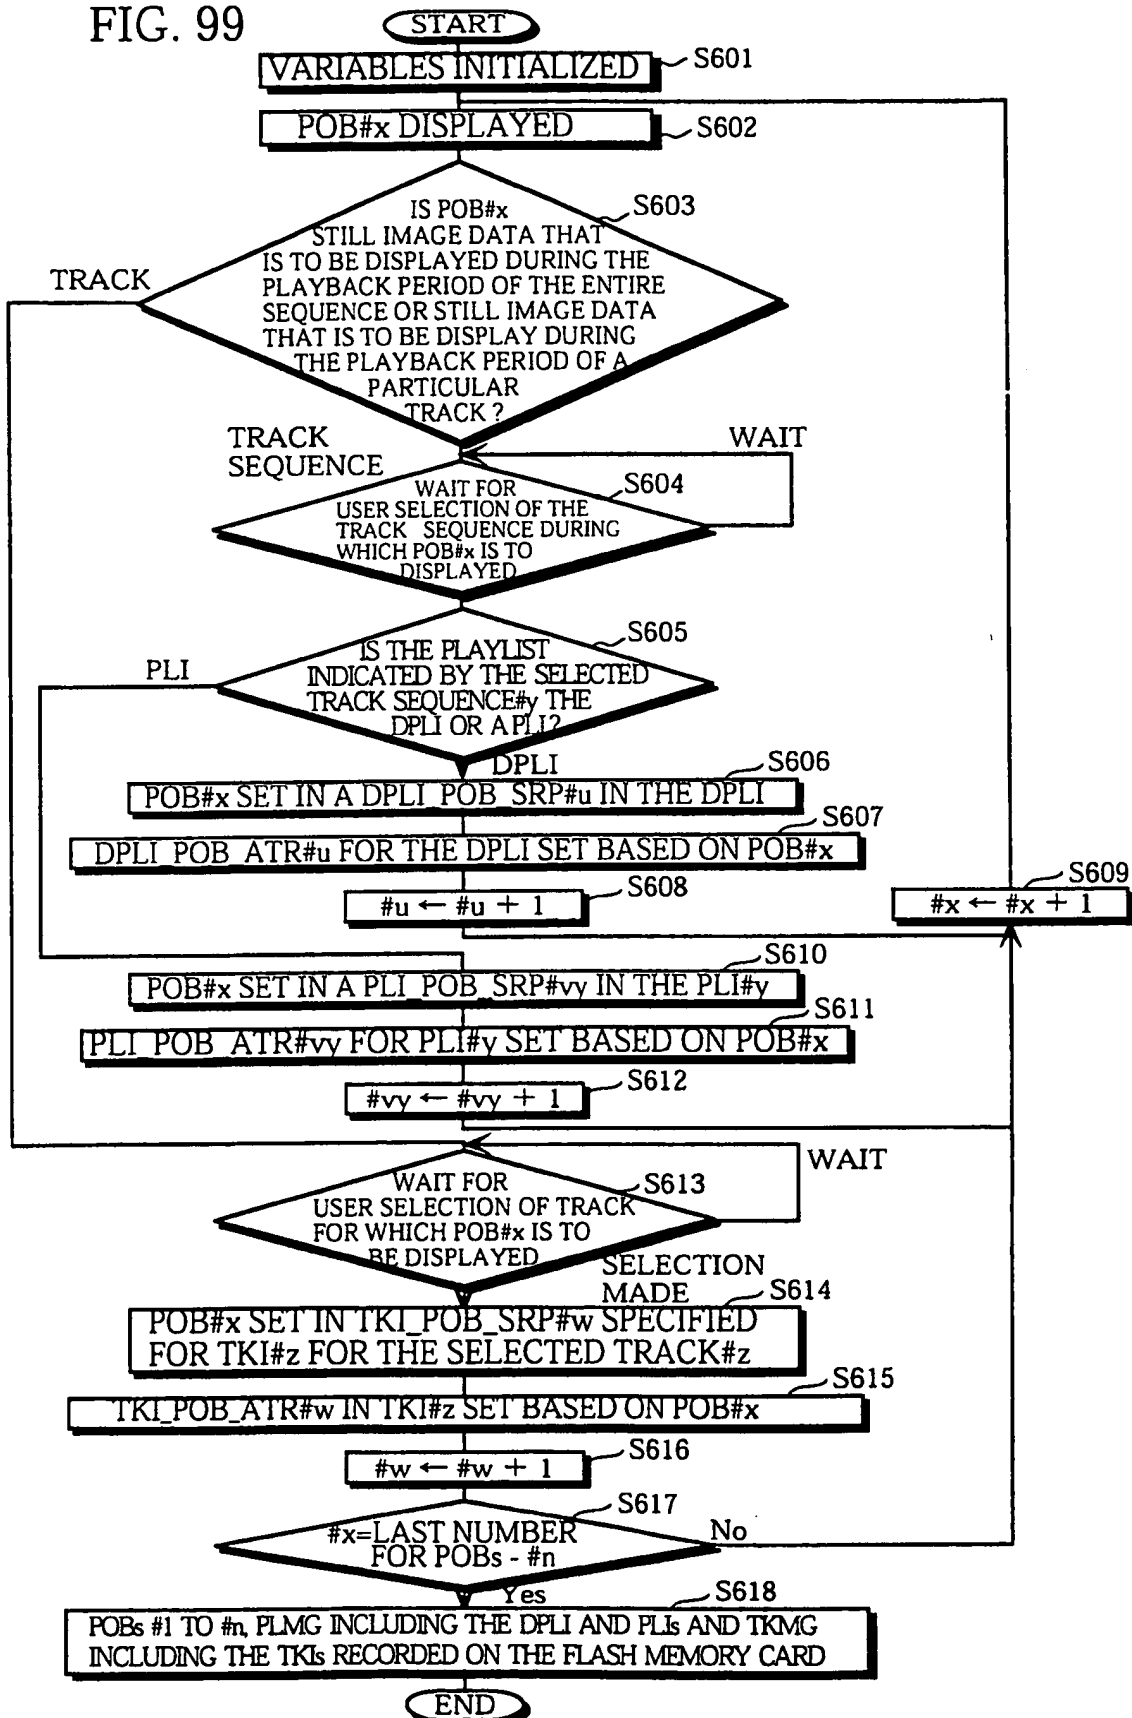 FIG. 99
START
VARIABLES INITIALIZED
S601
POB#x DISPLAYED
S602
S603
IS POB#x
STILL IMAGE DATA THAT
IS TO BE DISPLAYED DURING THE
PLAYBACK PERIOD OF THE ENTIRE
SEQUENCE OR STILL IMAGE DATA
THAT IS TO BE DISPLAY DURING
THE PLAYBACK PERIOD OF A
PARTICULAR
TRACK ?
TRACK
TRACK
SEQUENCE
WAIT
S604
WAIT FOR
USER SELECTION OF THE
TRACK SEQUENCE DURING
WHICH POB#x IS TO
DISPLAYED
S605
IS THE PLAYLIST
INDICATED BY THE SELECTED
TRACK SEQUENCE#y THE
DPLI OR A PLI?
PLI
DPLI
S606
POB#x SET IN A DPLI_POB_SRP#u IN THE DPLI
S607
DPLI_POB_ATR#u FOR THE DPLI SET BASED ON POB#x
S608
#u ← #u + 1
S609
#x ← #x + 1
S610
POB#x SET IN A PLI_POB_SRP#vy IN THE PLI#y
S611
PLI_POB_ATR#vy FOR PLI#y SET BASED ON POB#x
S612
#vy ← #vy + 1
WAIT
S613
WAIT FOR
USER SELECTION OF TRACK
FOR WHICH POB#x IS TO
BE DISPLAYED
SELECTION
MADE
S614
POB#x SET IN TKI_POB_SRP#w SPECIFIED
FOR TKI#z FOR THE SELECTED TRACK#z
S615
TKI_POB_ATR#w IN TKI#z SET BASED ON POB#x
S616
#w ← #w + 1
S617
#x=LAST NUMBER
FOR POBs - #n
No
Yes
S618
POBs #1 TO #n, PLMG INCLUDING THE DPLI AND PLIs AND TKMG
INCLUDING THE TKIs RECORDED ON THE FLASH MEMORY CARD
END